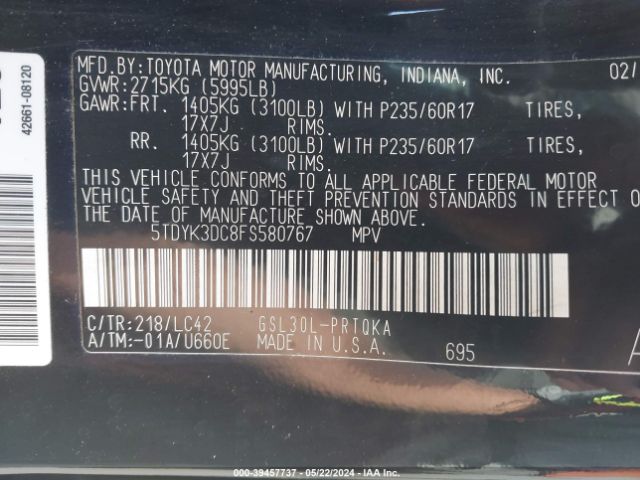 42661-08120
MFD.BY:TOYOTA MOTOR MANUFACTURING, INDIANA, INC. 02/
GVWR:2715KG (5995LB)
GAWR:FRT. 1405KG (3100LB) WITH P235/60R17 TIRES,
17X7J RIMS.
RR. 1405KG (3100LB) WITH P235/60R17 TIRES,
17X7J RIMS.
THIS VEHICLE CONFORMS TO ALL APPLICABLE FEDERAL MOTOR
VEHICLE SAFETY AND THEFT PREVENTION STANDARDS IN EFFECT O
THE DATE OF MANUFACTURE SHOWN ABOVE.
5TDYK3DC8FS580767 MPV
C/TR:218/LC42 GSL30L-PRTQKA
A/TM:-01A/U660E MADE IN U.S.A. 695
000-39457737 - 05/22/2024 - COPYRIGHT IAA, LLC